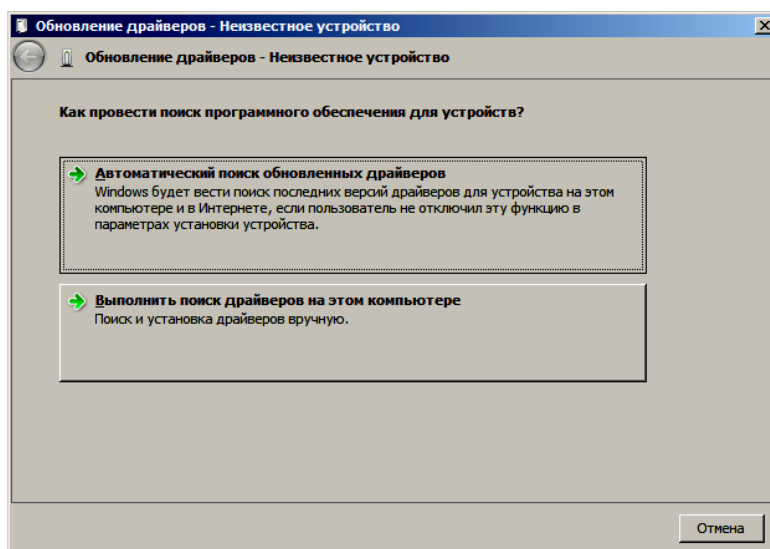 Обновление драйверов - Неизвестное устройство
Обновление драйверов - Неизвестное устройство
Как провести поиск программного обеспечения для устройств?
Автоматический поиск обновленных драйверов
Windows будет вести поиск последних версий драйверов для устройства на этом
компьютере и в Интернете, если пользователь не отключил эту функцию в
параметрах установки устройства.
Выполнить поиск драйверов на этом компьютере
Поиск и установка драйверов вручную.
Отмена